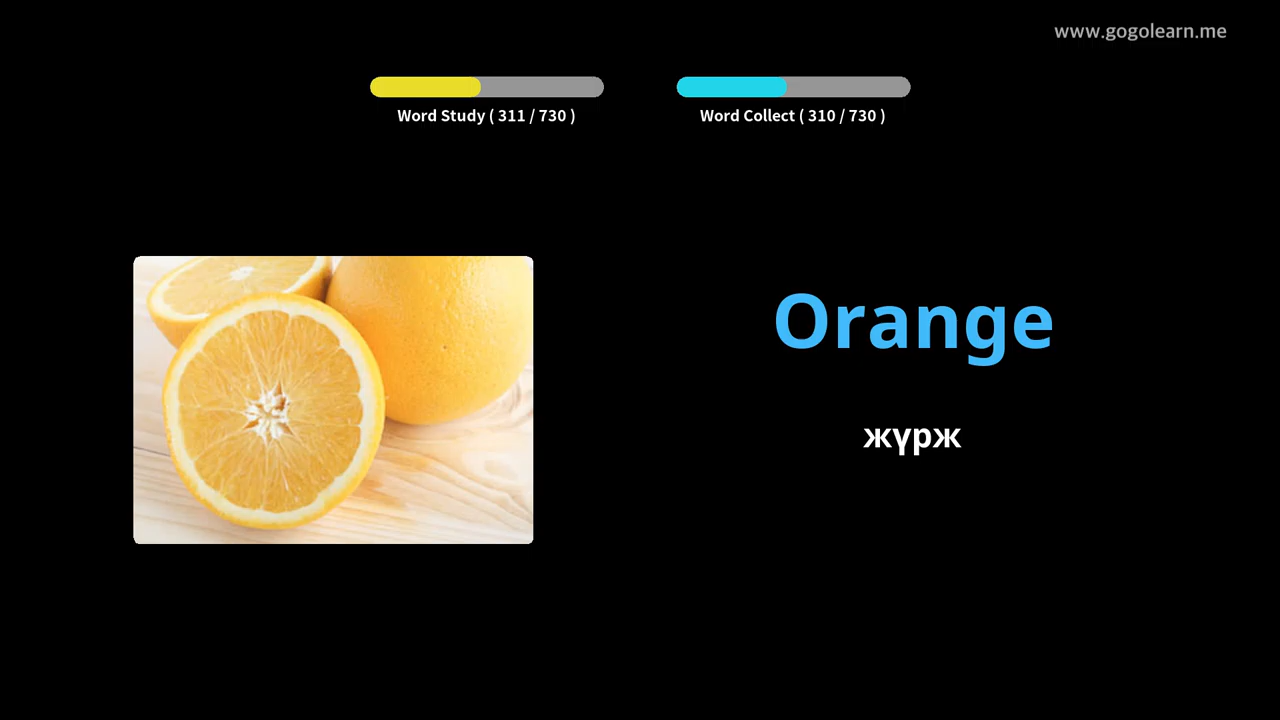 www.gogolearn.me
Word Study ( 311 / 730 )
Word Collect ( 310 / 730 )
Orange
жүрж